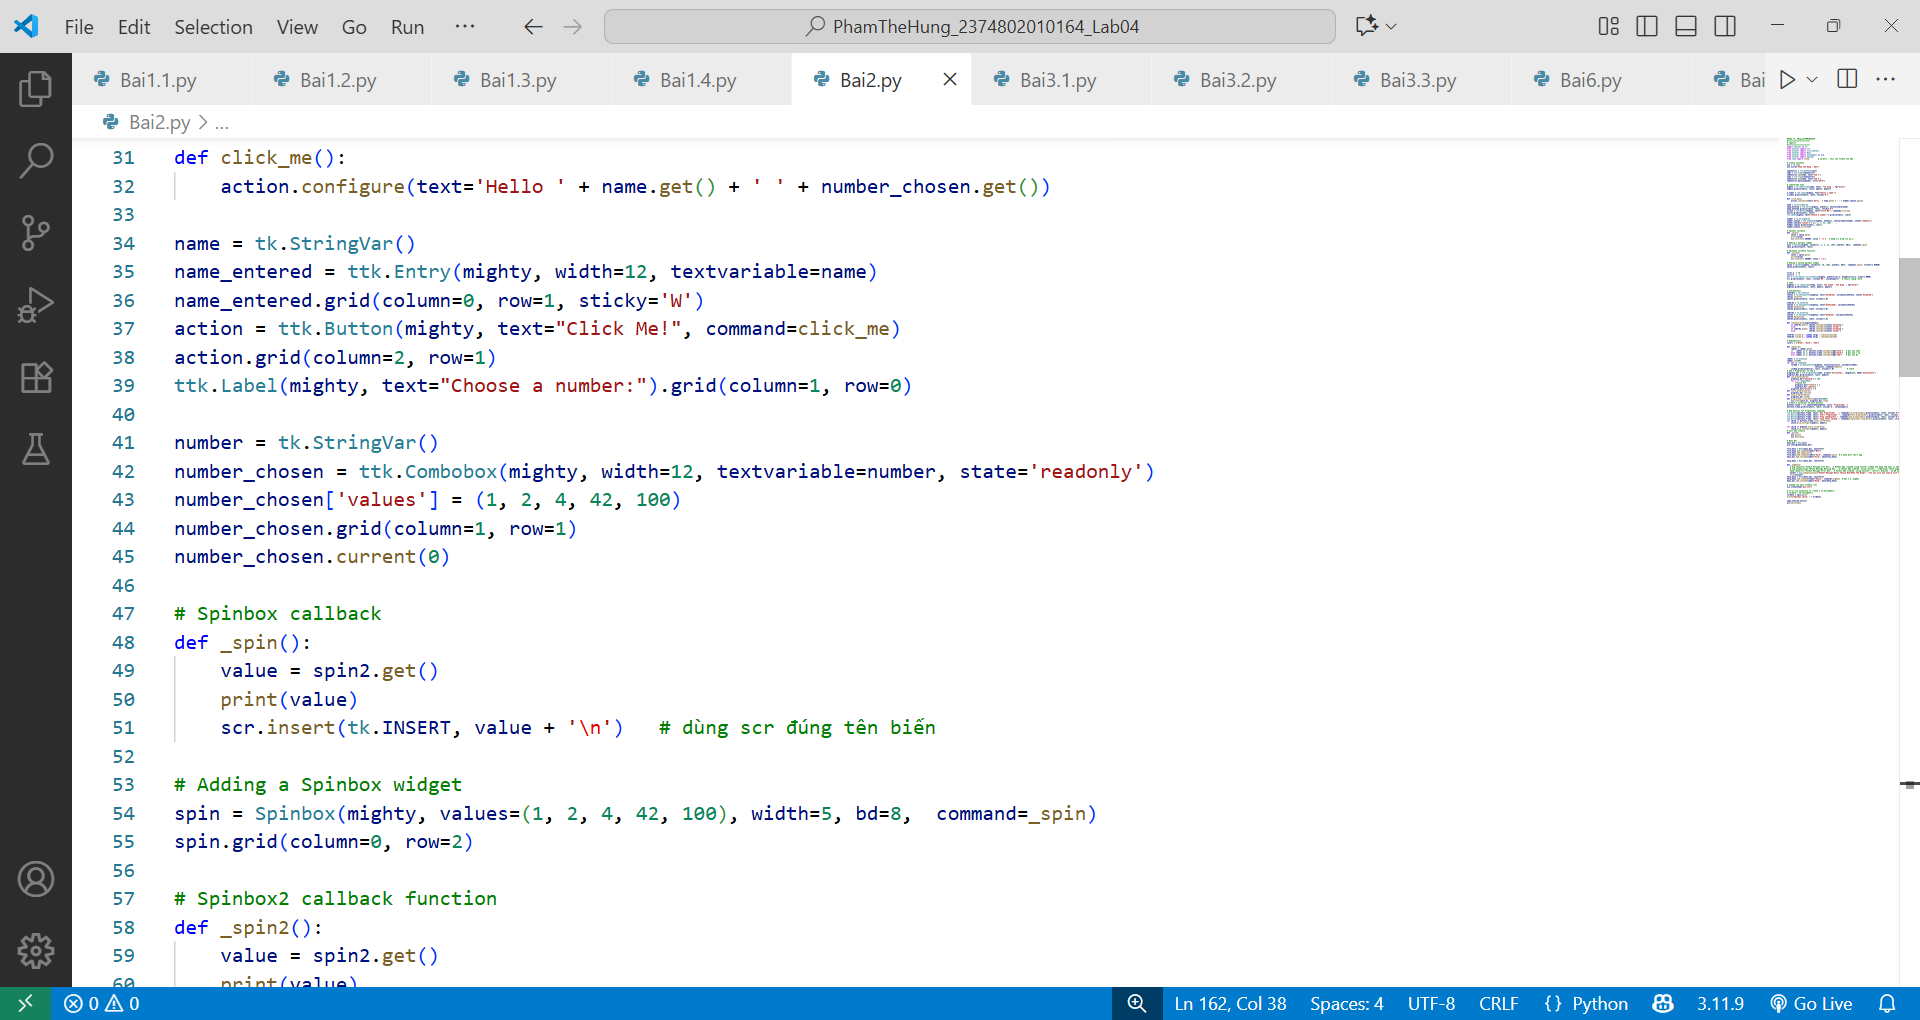 File Edit Selection View Go Run ··· PhamTheHung_2374802010164_Lab04
Bai1.1.py Bai1.2.py Bai1.3.py Bai1.4.py Bai2.py Bai3.1.py Bai3.2.py Bai3.3.py Bai6.py Bai
Bai2.py > ...
31 def click_me():
32 action.configure(text='Hello ' + name.get() + ' ' + number_chosen.get())
33
34 name = tk.StringVar()
35 name_entered = ttk.Entry(mighty, width=12, textvariable=name)
36 name_entered.grid(column=0, row=1, sticky='W')
37 action = ttk.Button(mighty, text="Click Me!", command=click_me)
38 action.grid(column=2, row=1)
39 ttk.Label(mighty, text="Choose a number:").grid(column=1, row=0)
40
41 number = tk.StringVar()
42 number_chosen = ttk.Combobox(mighty, width=12, textvariable=number, state='readonly')
43 number_chosen['values'] = (1, 2, 4, 42, 100)
44 number_chosen.grid(column=1, row=1)
45 number_chosen.current(0)
46
47 # Spinbox callback
48 def _spin():
49 value = spin2.get()
50 print(value)
51 scr.insert(tk.INSERT, value + '\n')   # dùng scr đúng tên biến
52
53 # Adding a Spinbox widget
54 spin = Spinbox(mighty, values=(1, 2, 4, 42, 100), width=5, bd=8,  command=_spin)
55 spin.grid(column=0, row=2)
56
57 # Spinbox2 callback function
58 def _spin2():
59 value = spin2.get()
60 print(value)
0 0 Ln 162, Col 38 Spaces: 4 UTF-8 CRLF {} Python 3.11.9 Go Live